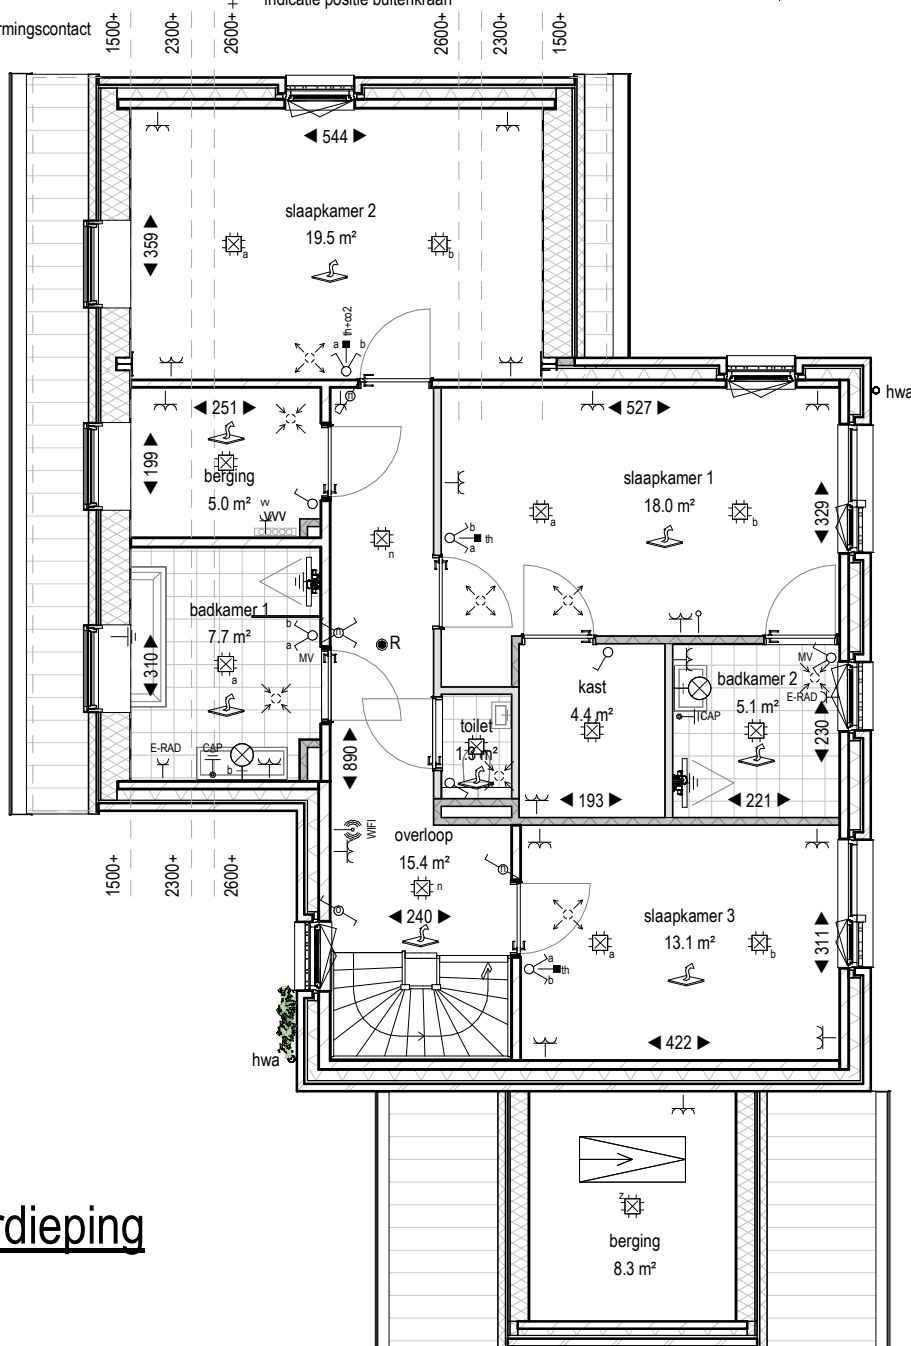 indicatie positie buitenkraan
rmingscontact
1500+
2300+
2600+
2600+
2300+
1500+
544
slaapkamer 2
19.5 m²
359
a
b
th+co2
a
b
hwa
251
527
199
berging
5.0 m²
W
VVV
slaapkamer 1
18.0 m²
329
a
b
n
b
a
th
badkamer 1
7.7 m²
310
b
a
MV
a
R
kast
4.4 m²
badkamer 2
5.1 m²
MV
E-RAD
230
CAP
toilet
E-RAD
CAP
b
890
193
221
1500+
2300+
2600+
WIFI
overloop
15.4 m²
n
240
slaapkamer 3
13.1 m²
311
a
b
a
b
th
422
hwa
z
berging
8.3 m²
rdieping